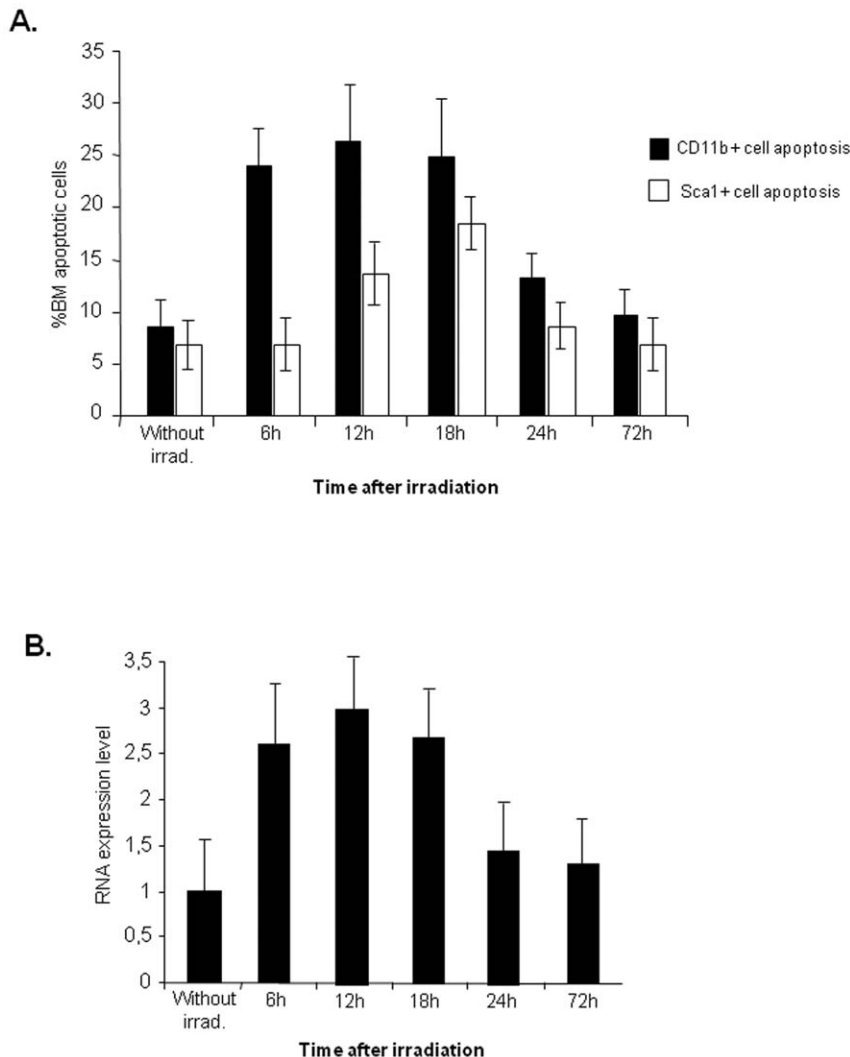 A.
35
30
25
20
15
10
5
0
%BM apoptotic cells
CD11b+ cell apoptosis
Sca1+ cell apoptosis
Without
irrad.
6h
12h
18h
24h
72h
Time after irradiation
B.
3,5
3
2,5
2
1,5
1
0,5
0
RNA expression level
Without
irrad.
6h
12h
18h
24h
72h
Time after irradiation